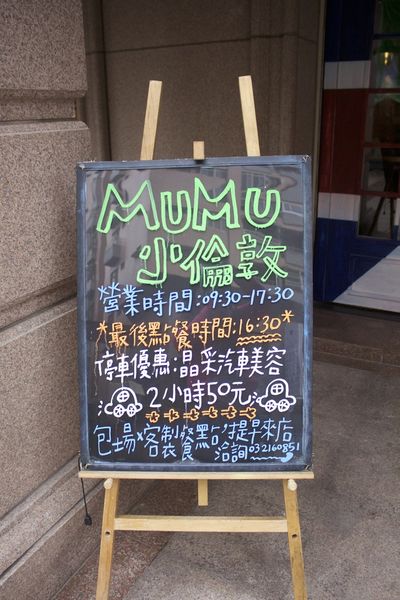 MUMU
小倫敦
營業時間:09:30-17:30
*最後點餐時間:16:30*
停車優惠:晶采汽車美容
2小時50元
包場、客製餐點,提早來店
洽詢 03 2160851